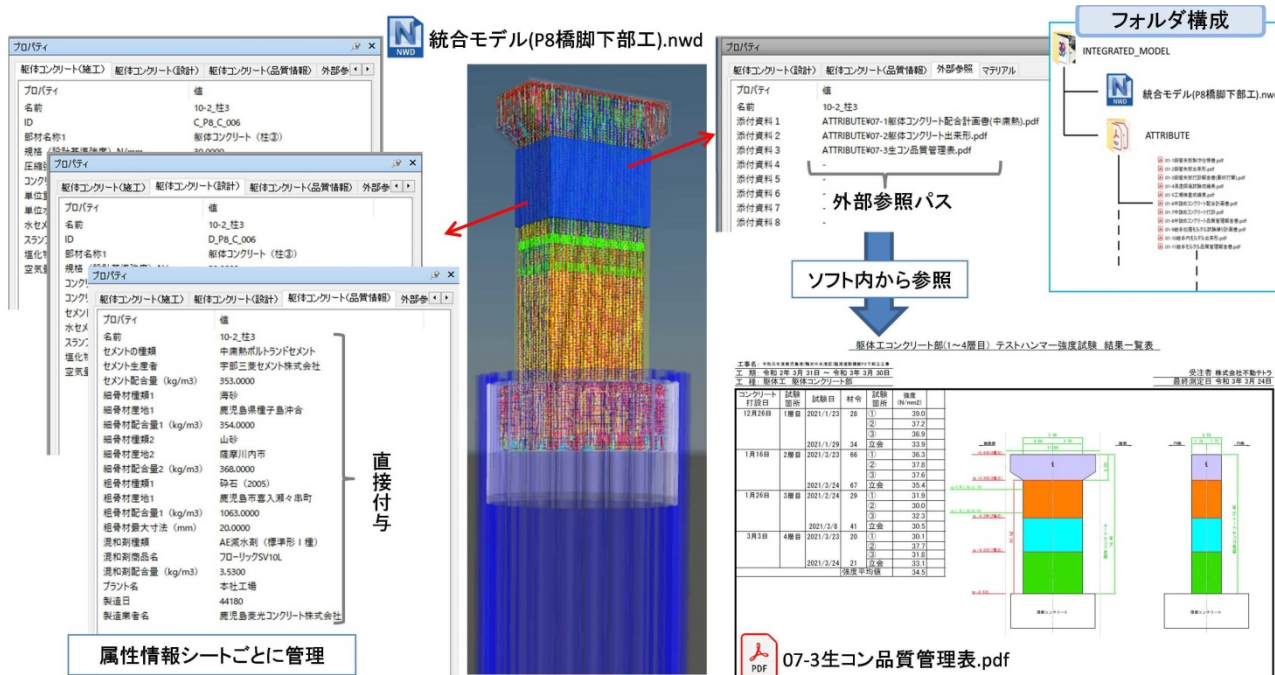 プロパティ
躯体コンクリート(施工) 躯体コンクリート(設計) 躯体コンクリート(品質情報) 外部参
プロパティ 値
名前 10-2_柱3
ID C_P8_C_006
部材名称1 躯体コンクリート（柱③）
プロパティ
躯体コンクリート(施工) 躯体コンクリート(設計) 躯体コンクリート(品質情報) 外部参
プロパティ 値
名前 10-2_柱3
ID D_P8_C_006
部材名称1 躯体コンクリート（柱③）
プロパティ
躯体コンクリート(施工) 躯体コンクリート(設計) 躯体コンクリート(品質情報) 外部参
プロパティ 値
名前 10-2_柱3
セメントの種類 中庸熱ポルトランドセメント
セメント生産者 宇部三菱セメント株式会社
セメント配合量 (kg/m3) 353.0000
細骨材種類1 海砂
細骨材産地1 鹿児島県種子島沖合
細骨材配合量1 (kg/m3) 354.0000
細骨材種類2 山砂
細骨材産地2 薩摩川内市
細骨材配合量2 (kg/m3) 368.0000
粗骨材種類1 砕石（2005）
粗骨材産地1 鹿児島市喜入瀬々串町
粗骨材配合量1 (kg/m3) 1063.0000
粗骨材最大寸法 (mm) 20.0000
混和剤種類 AE減水剤（標準形Ⅰ種）
混和剤商品名 フローリックSV10L
混和剤配合量 (kg/m3) 3.5300
プラント名 本社工場
製造日 44180
製造業者名 鹿児島菱光コンクリート株式会社
直接付与
属性情報シートごとに管理
NWD
統合モデル(P8橋脚下部工).nwd
プロパティ
躯体コンクリート(設計) 躯体コンクリート(品質情報) 外部参照 マテリアル
プロパティ 値
名前 10-2_柱3
添付資料1 ATTRIBUTE¥07-1躯体コンクリート配合計画書(中庸熱).pdf
添付資料2 ATTRIBUTE¥07-2躯体コンクリート出来形.pdf
添付資料3 ATTRIBUTE¥07-3生コン品質管理表.pdf
添付資料4 -
添付資料5 -
添付資料6 -
添付資料7 -
添付資料8 -
外部参照パス
ソフト内から参照
フォルダ構成
INTEGRATED_MODEL
NWD
統合モデル(P8橋脚下部工).nwd
ATTRIBUTE
躯体工コンクリート部(1～4層目) テストハンマー強度試験 結果一覧表
工 期: 令和 2年 3月 31日 ～ 令和 3年 3月 30日
工 種: 躯体工 躯体コンクリート部
受注者 株式会社不動テトラ
最終測定日 令和 3年 3月 24日
コンクリート打設日 試験箇所 試験日 材令 試験箇所 強度(N/mm2)
12月26日 1層目 2021/1/23 28 ① 39.0
② 37.2
③ 36.9
2021/1/29 34 立会 33.9
1月16日 2層目 2021/3/23 66 ① 36.3
② 37.8
③ 37.6
2021/3/24 67 立会 35.4
1月26日 3層目 2021/2/24 29 ① 31.9
② 30.0
③ 32.3
2021/3/8 41 立会 30.5
3月3日 4層目 2021/3/23 20 ① 30.1
② 37.7
③ 31.8
2021/3/24 21 立会 33.1
強度平均値 34.5
PDF
07-3生コン品質管理表.pdf